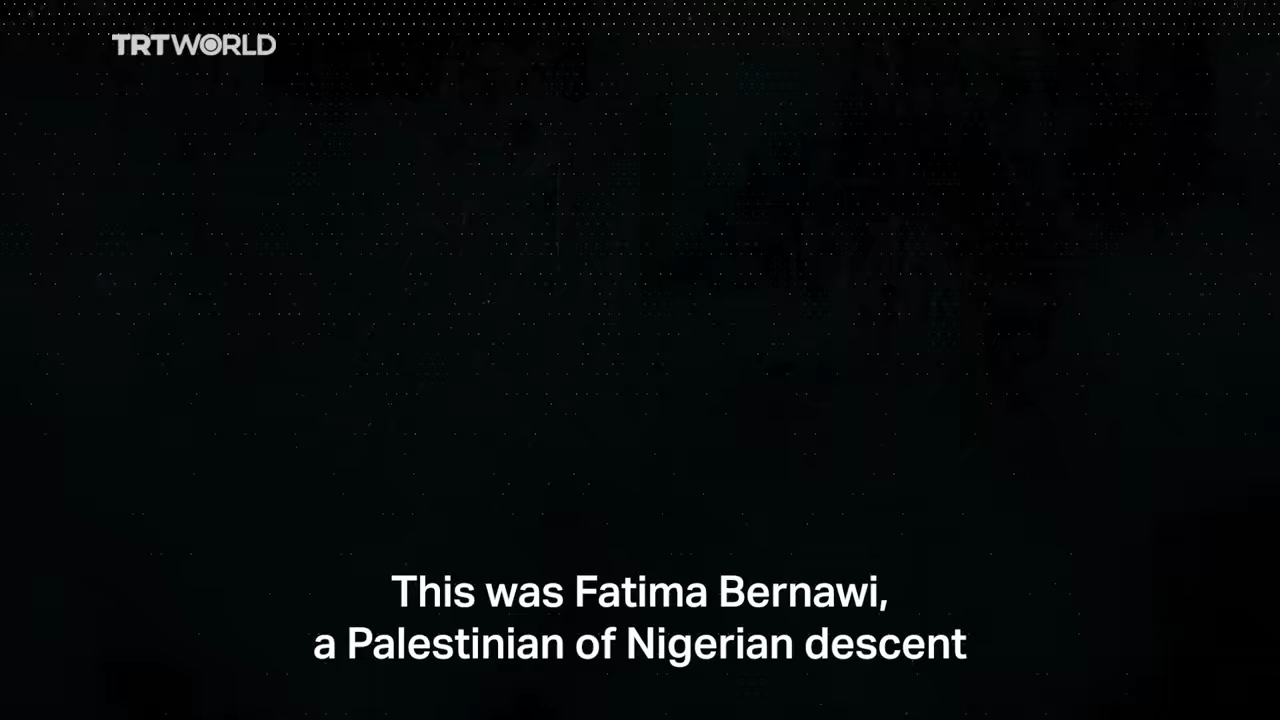 TRTWORLD
This was Fatima Bernawi,
a Palestinian of Nigerian descent